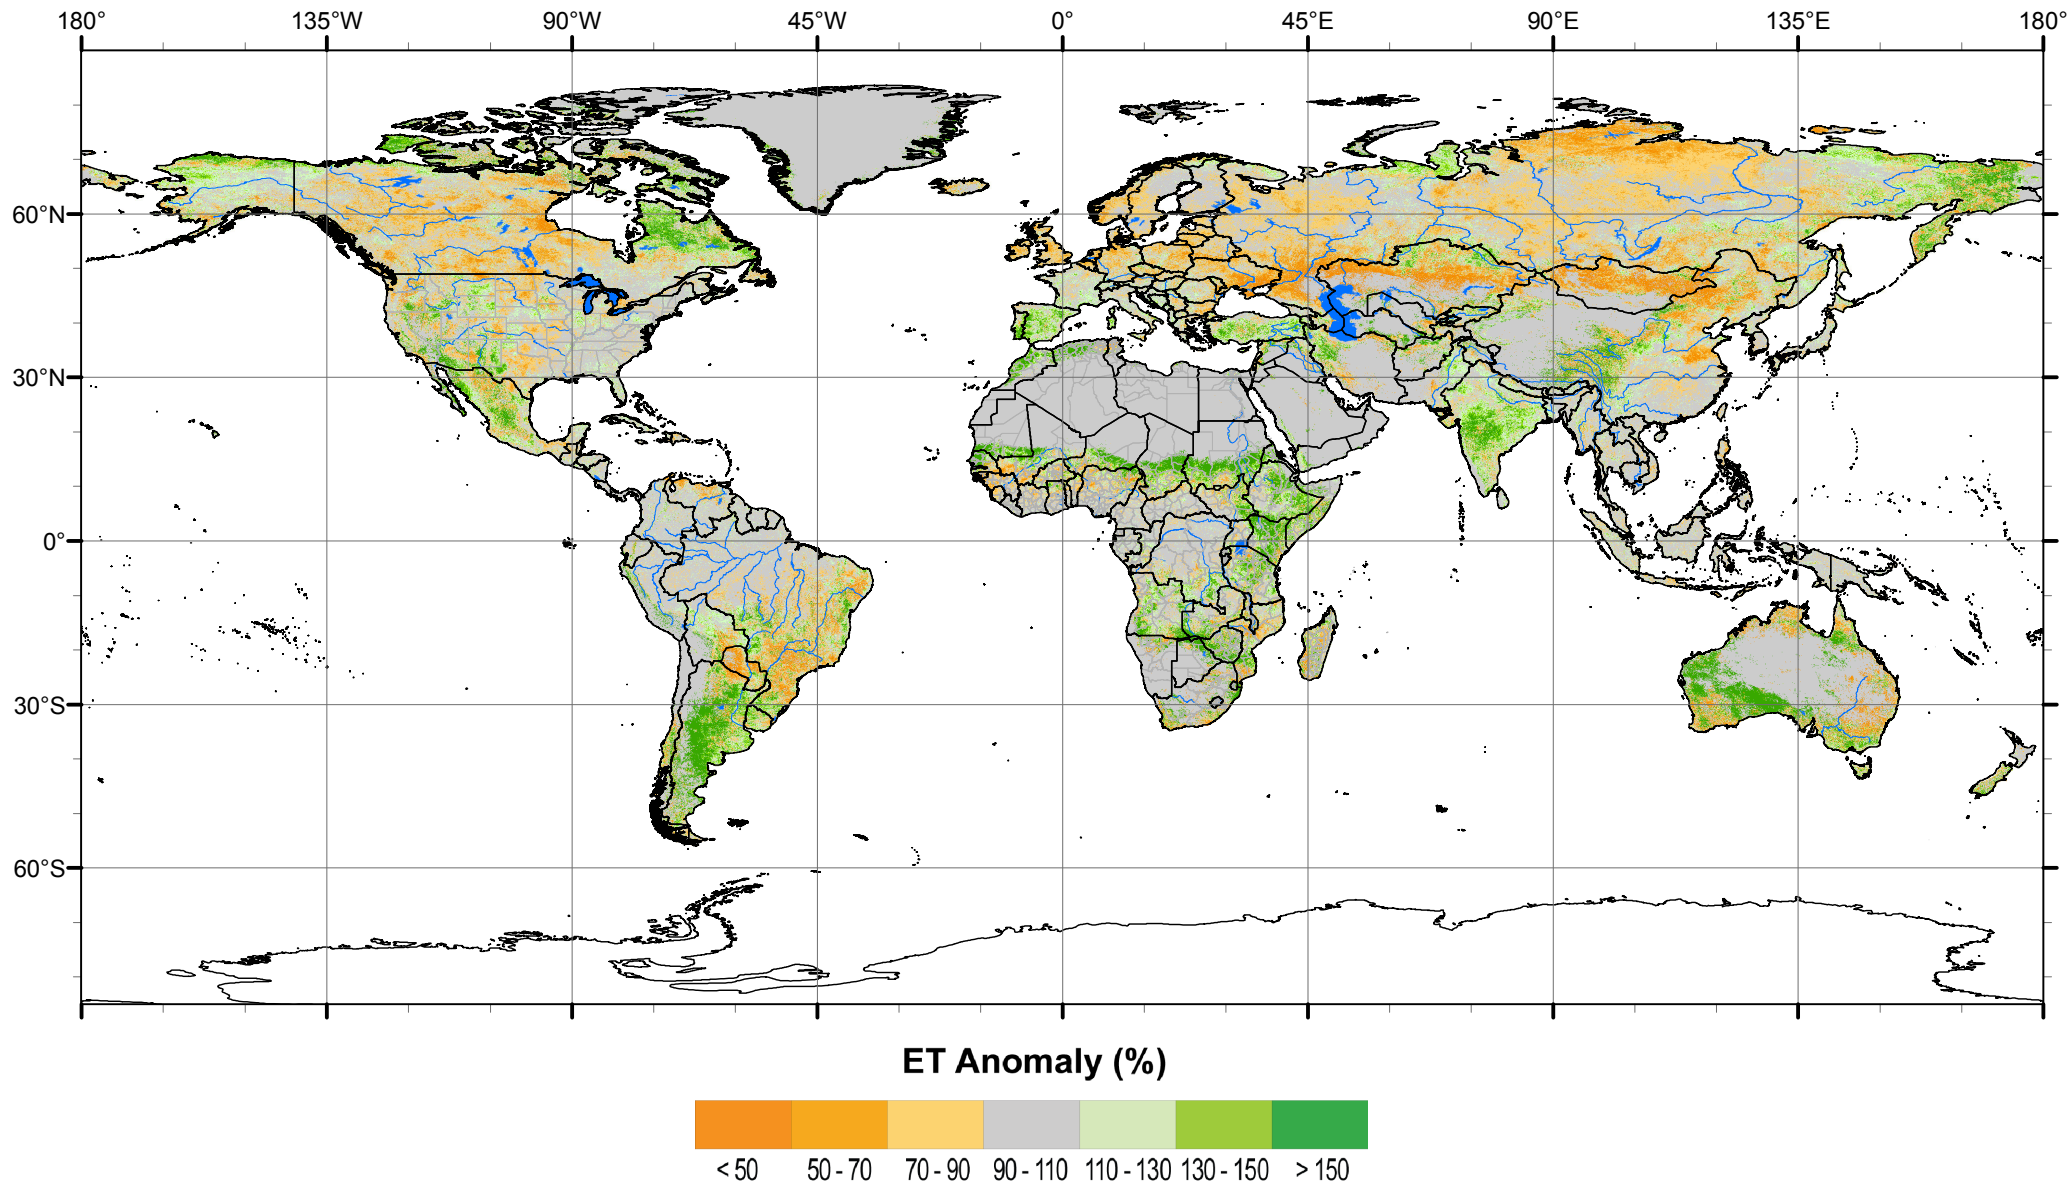 180° 135°W 90°W 45°W 0° 45°E 90°E 135°E 180°
60°N
30°N
0°
30°S
60°S
ET Anomaly (%)
< 50 50 - 70 70 - 90 90 - 110 110 - 130 130 - 150 > 150